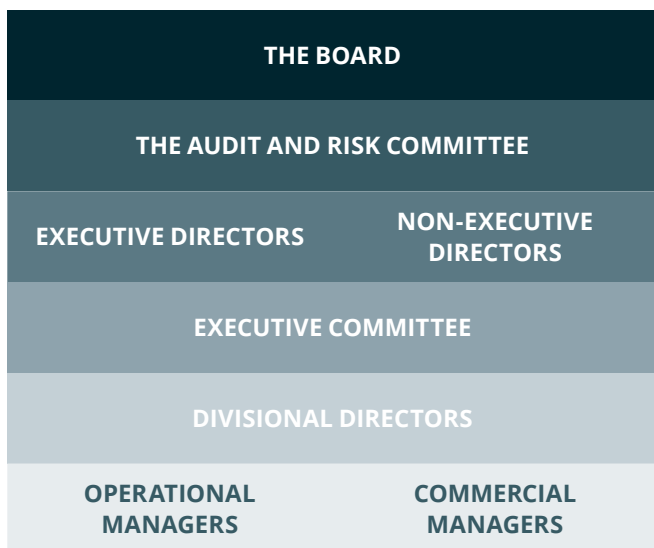 THE BOARD
THE AUDIT AND RISK COMMITTEE
EXECUTIVE DIRECTORS
NON-EXECUTIVE
DIRECTORS
EXECUTIVE COMMITTEE
DIVISIONAL DIRECTORS
OPERATIONAL
MANAGERS
COMMERCIAL
MANAGERS